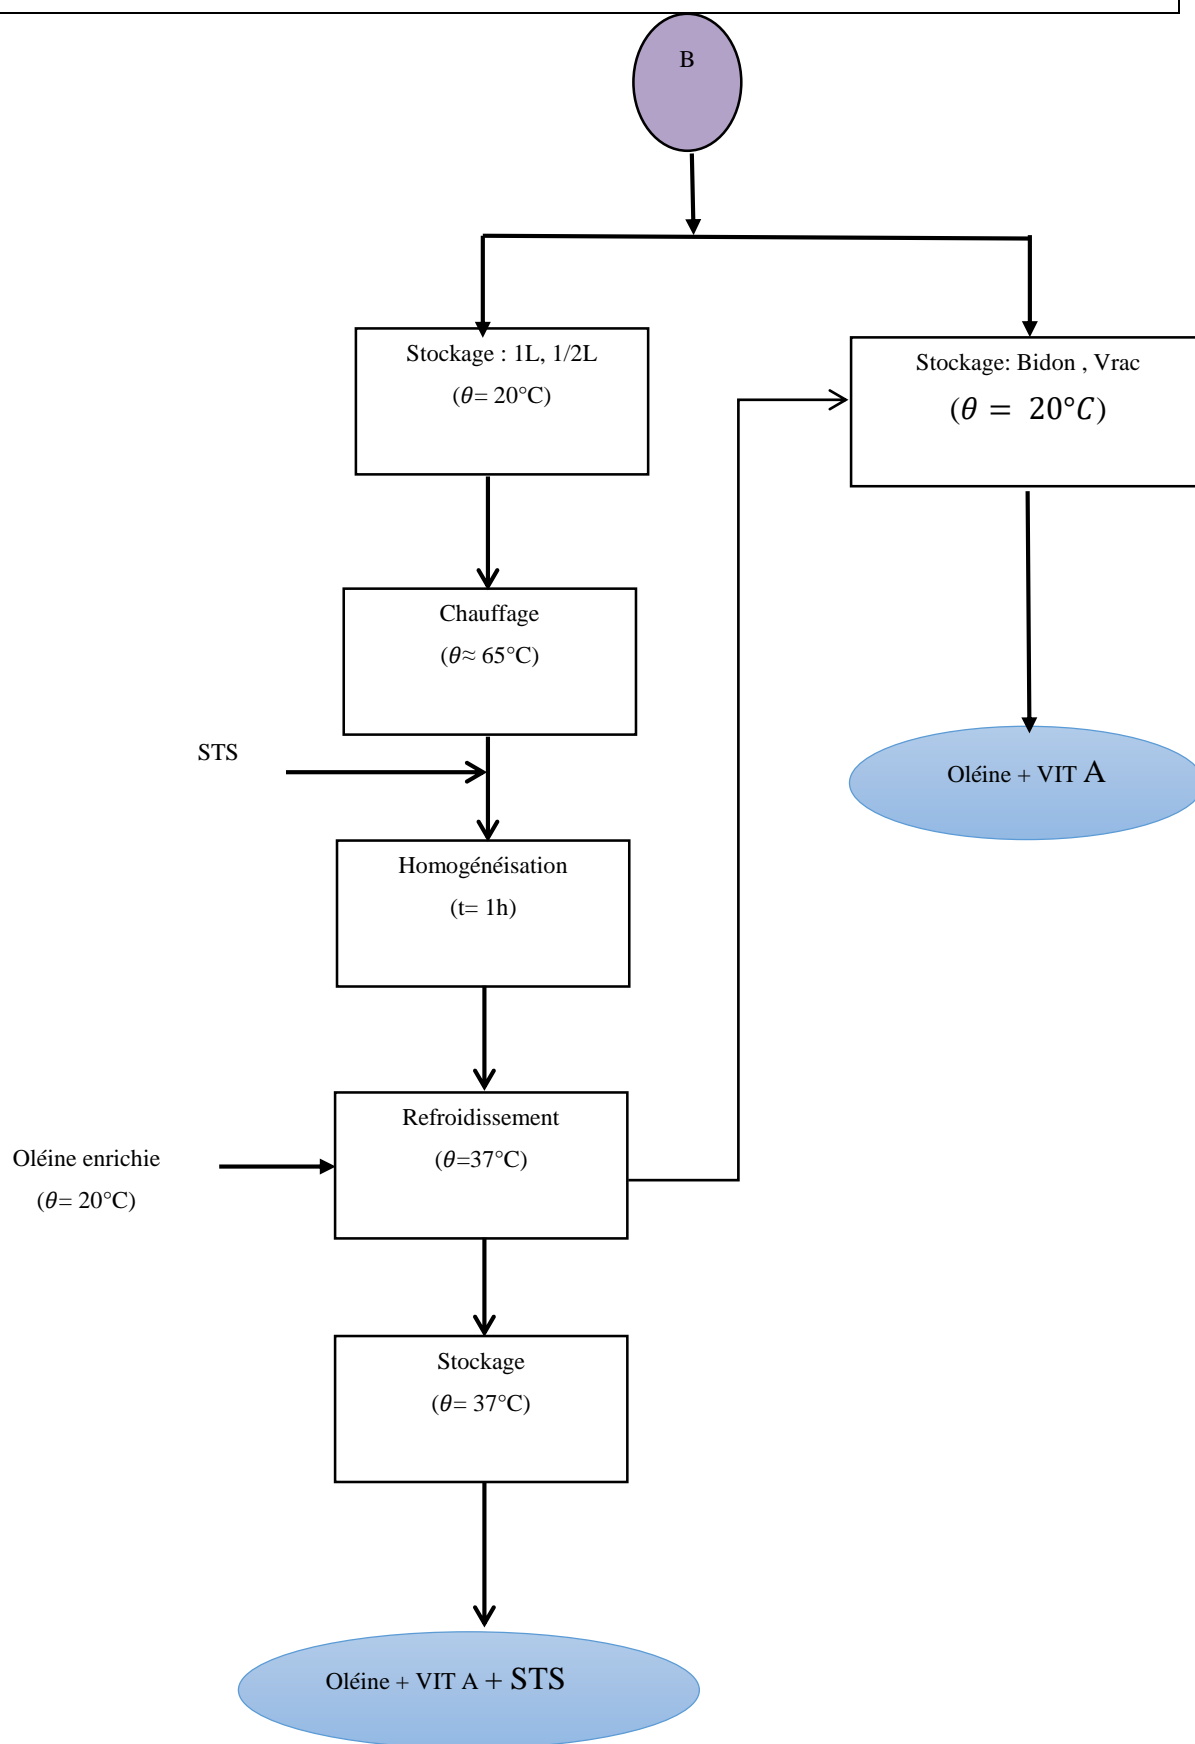 B
Stockage : 1L, 1/2L
(θ= 20°C)
Stockage: Bidon , Vrac
(θ = 20°C)
Chauffage
(θ≈ 65°C)
STS
Oléine + VIT A
Homogénéisation
(t= 1h)
Refroidissement
(θ=37°C)
Oléine enrichie
(θ= 20°C)
Stockage
(θ= 37°C)
Oléine + VIT A + STS